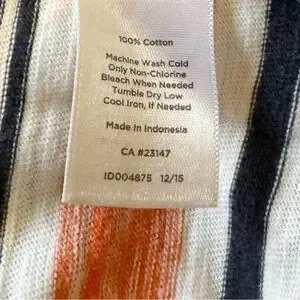 100% Cotton
Machine Wash Cold
Only Non-Chlorine
Bleach When Needed
Tumble Dry Low
Cool Iron, If Needed
Made in Indonesia
CA #23147
ID004875 12/15